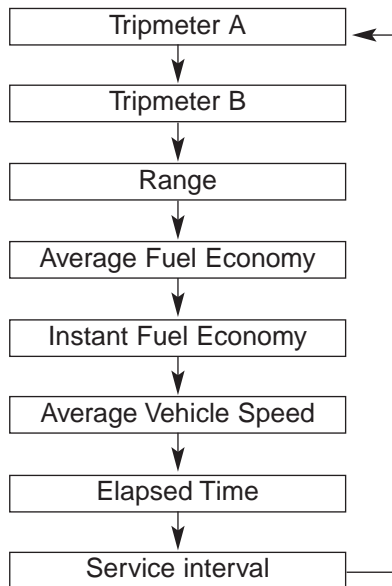 Tripmeter A
Tripmeter B
Range
Average Fuel Economy
Instant Fuel Economy
Average Vehicle Speed
Elapsed Time
Service interval